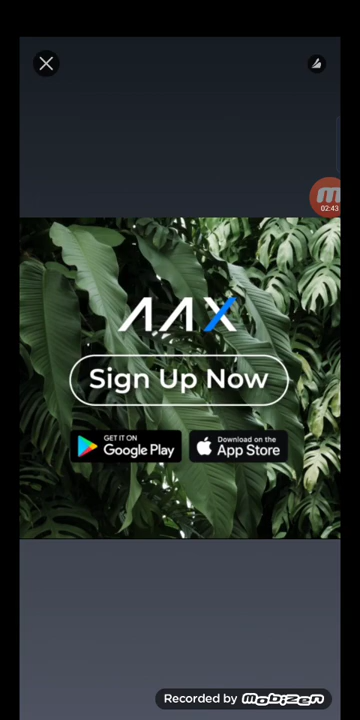 02:43
AAX
Sign Up Now
GET IT ON
Google Play
Download on the
App Store
Recorded by mobizen